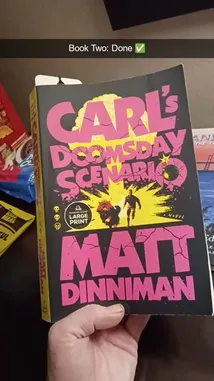 Book Two: Done ✅
CARL's
DOOMSDAY
SCENARIO
LARGE
PRINT
MATT
DINNIMAN